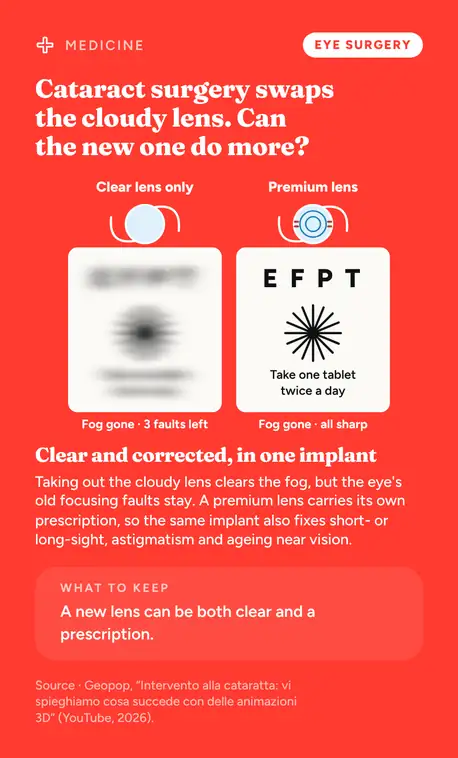 MEDICINE
EYE SURGERY
Cataract surgery swaps
the cloudy lens. Can
the new one do more?
Clear lens only
Premium lens
E F P T
Take one tablet
twice a day
Fog gone · 3 faults left
Fog gone · all sharp
Clear and corrected, in one implant
Taking out the cloudy lens clears the fog, but the eye's
old focusing faults stay. A premium lens carries its own
prescription, so the same implant also fixes short- or
long-sight, astigmatism and ageing near vision.
WHAT TO KEEP
A new lens can be both clear and a
prescription.
Source · Geopop, "Intervento alla cataratta: vi
spieghiamo cosa succede con delle animazioni
3D" (YouTube, 2026).